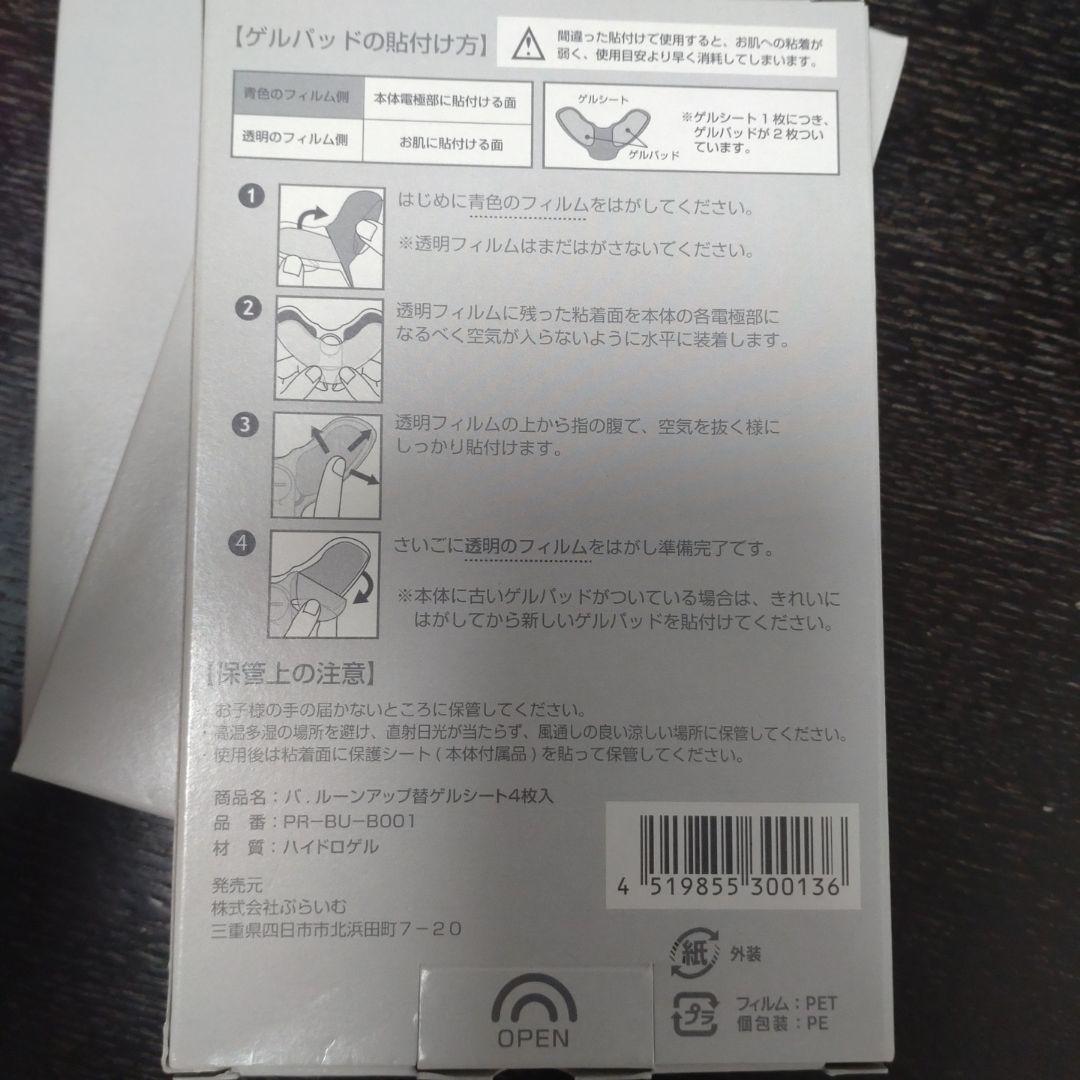 【ゲルパッドの貼付け方】
間違った貼付けで使用すると、お肌への粘着が
弱く、使用目安より早く消耗してしまいます。
青色のフィルム側
本体電極部に貼付ける面
透明のフィルム側
お肌に貼付ける面
ゲルシート
ゲルパッド
※ゲルシート1枚につき、
ゲルパッドが2枚つい
ています。
1
はじめに青色のフィルムをはがしてください。
※透明フィルムはまだはがさないでください。
2
透明フィルムに残った粘着面を本体の各電極部に
なるべく空気が入らないように水平に装着します。
3
透明フィルムの上から指の腹で、空気を抜く様に
しっかり貼付けます。
4
さいごに透明のフィルムをはがし準備完了です。
※本体に古いゲルパッドがついている場合は、きれいに
はがしてから新しいゲルパッドを貼付けてください。
【保管上の注意】
・お子様の手の届かないところに保管してください。
・高温多湿の場所を避け、直射日光が当たらず、風通しの良い涼しい場所に保管してください。
・使用後は粘着面に保護シート(本体付属品)を貼って保管してください。
商品名：バ.ルーンアップ替ゲルシート4枚入
品 番：PR-BU-B001
材 質：ハイドロゲル
発売元
株式会社ぷらいむ
三重県四日市市北浜田町7-20
4 519855 300136
紙 外装
プラ
フィルム：PET
個包装：PE
OPEN